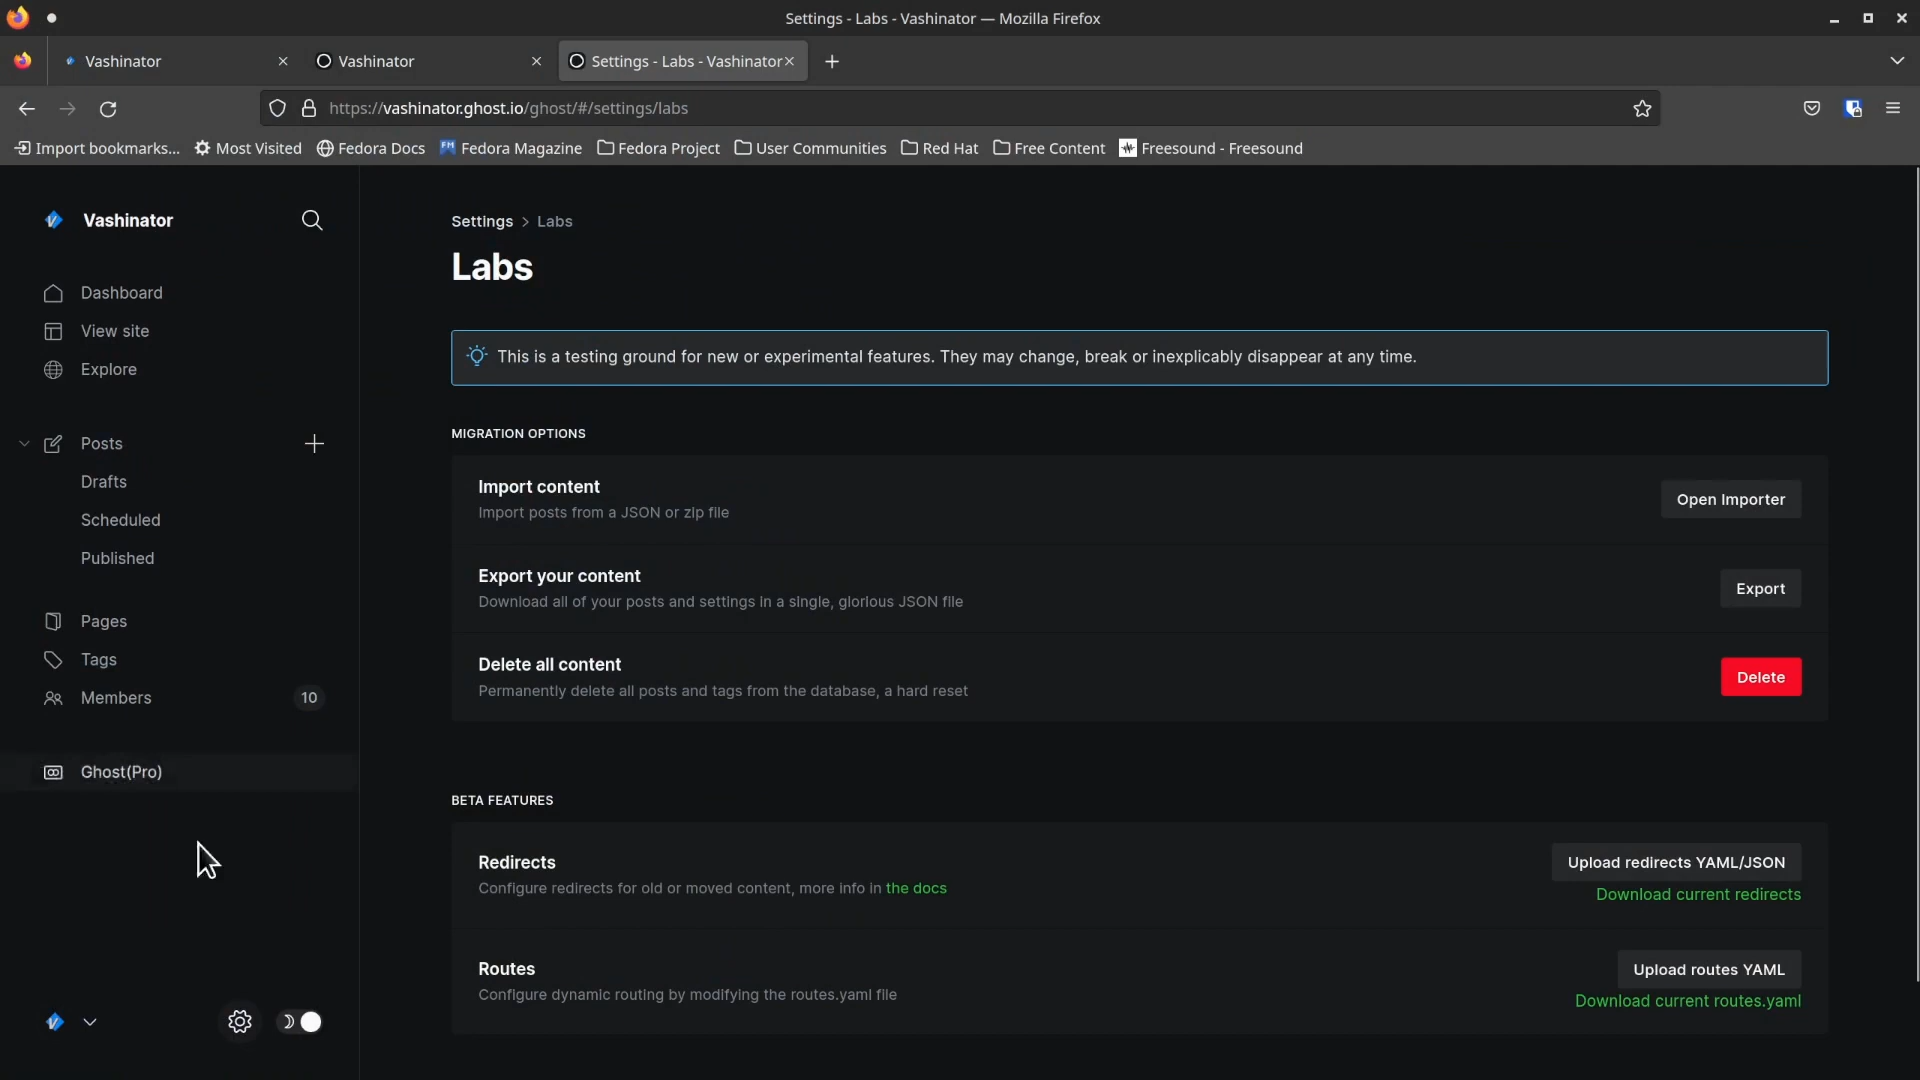 Settings - Labs - Vashinator — Mozilla Firefox
Vashinator
Vashinator
Settings - Labs - Vashinator
https://vashinator.ghost.io/ghost/#/settings/labs
Import bookmarks...
Most Visited
Fedora Docs
Fedora Magazine
Fedora Project
User Communities
Red Hat
Free Content
Freesound - Freesound
Vashinator
Dashboard
View site
Explore
Posts
Drafts
Scheduled
Published
Pages
Tags
Members 10
Ghost(Pro)
Settings > Labs
Labs
This is a testing ground for new or experimental features. They may change, break or inexplicably disappear at any time.
MIGRATION OPTIONS
Import content
Import posts from a JSON or zip file
Open Importer
Export your content
Download all of your posts and settings in a single, glorious JSON file
Export
Delete all content
Permanently delete all posts and tags from the database, a hard reset
Delete
BETA FEATURES
Redirects
Configure redirects for old or moved content, more info in the docs
Upload redirects YAML/JSON
Download current redirects
Routes
Configure dynamic routing by modifying the routes.yaml file
Upload routes YAML
Download current routes.yaml